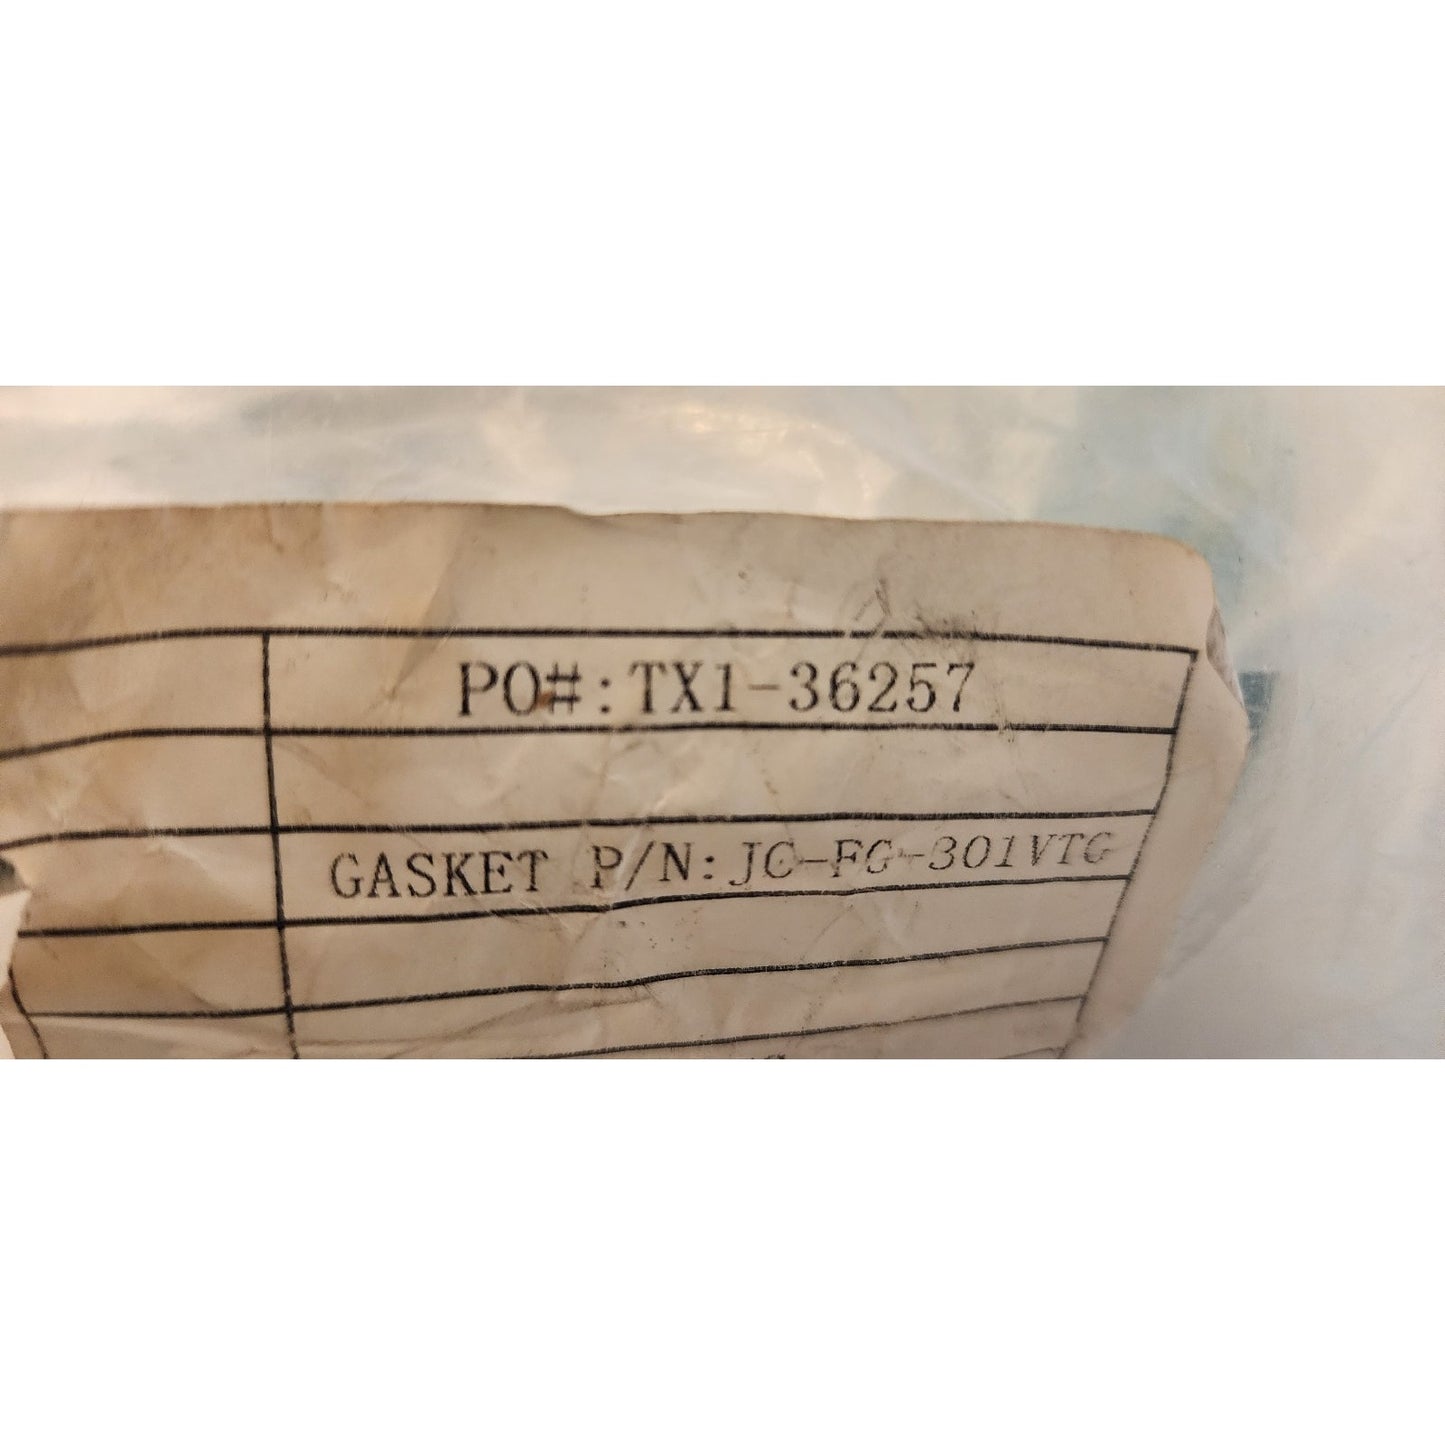 PO#:TX1-36257
GASKET P/N:JC-FG-301VTG